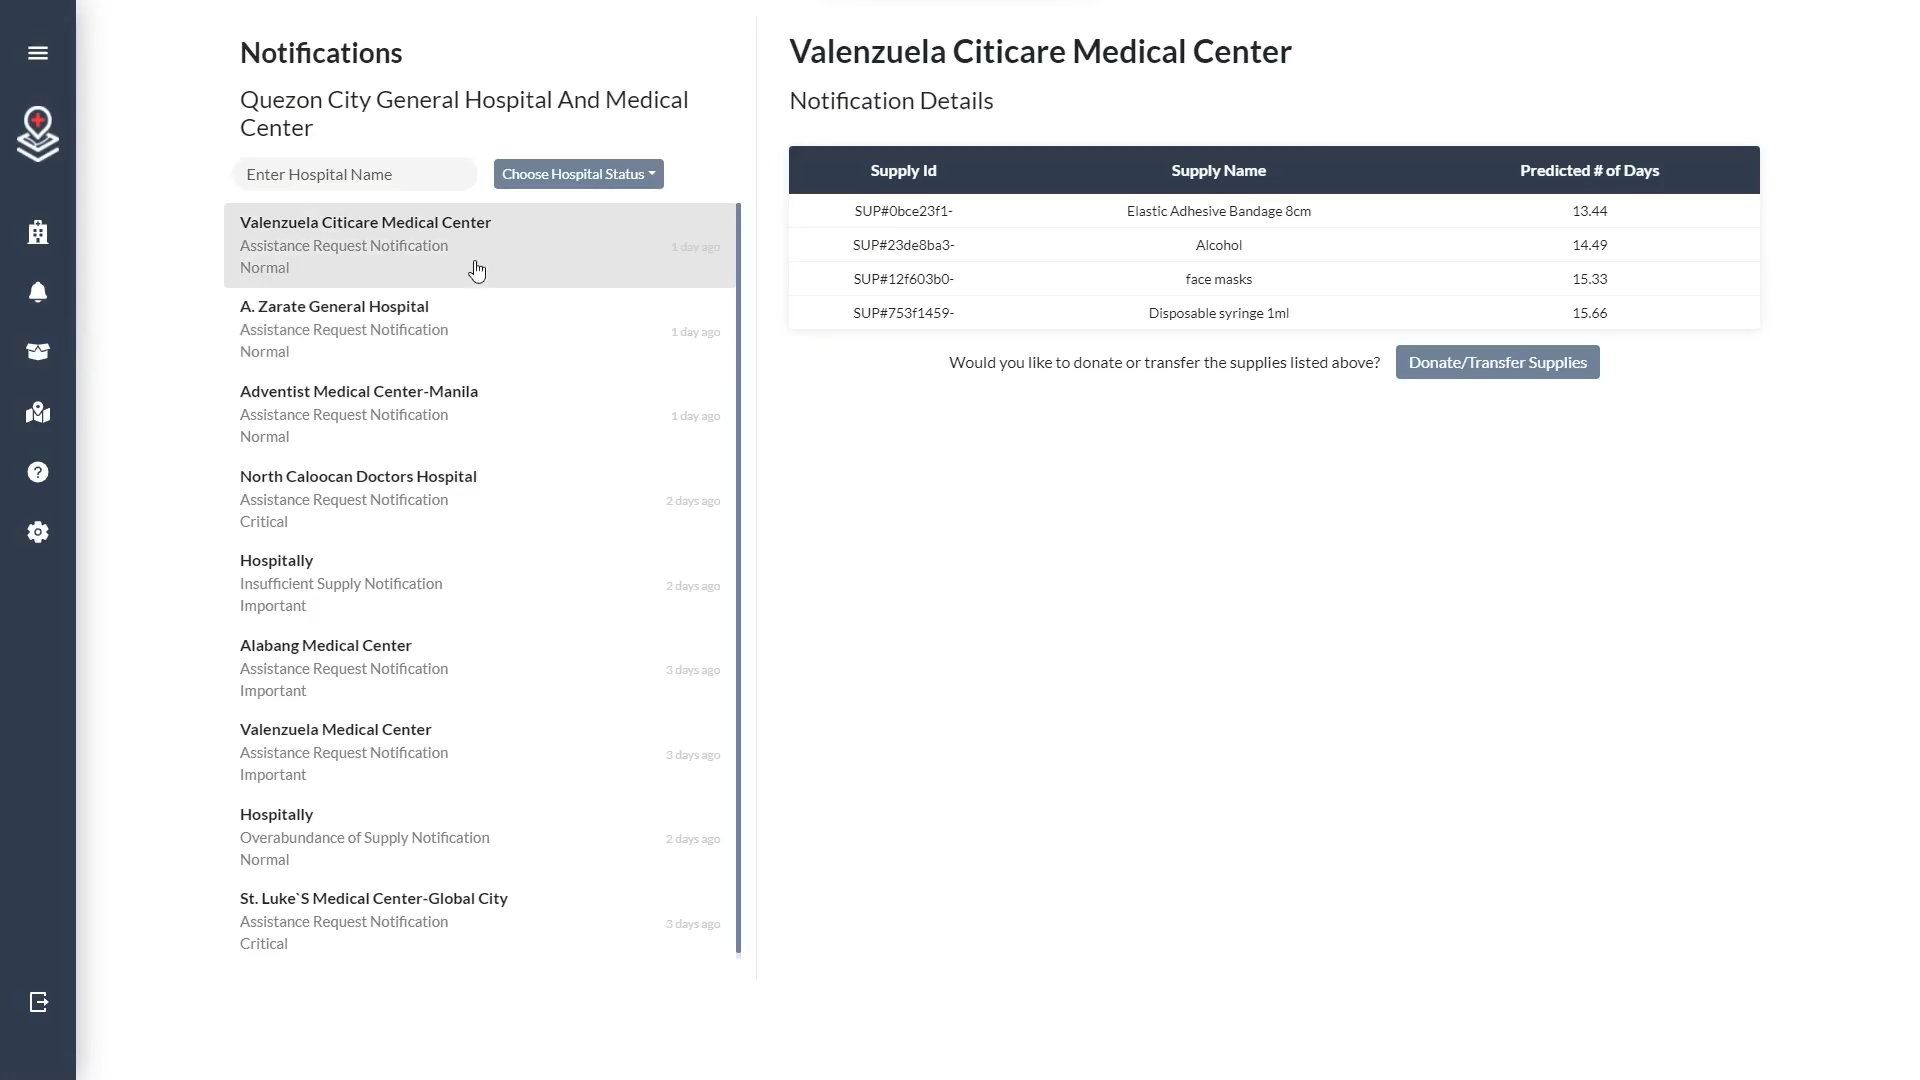 Notifications
Quezon City General Hospital And Medical
Center
Enter Hospital Name
Choose Hospital Status
Valenzuela Citicare Medical Center
Assistance Request Notification
1 day ago
Normal
A. Zarate General Hospital
Assistance Request Notification
1 day ago
Normal
Adventist Medical Center-Manila
Assistance Request Notification
1 day ago
Normal
North Caloocan Doctors Hospital
Assistance Request Notification
2 days ago
Critical
Hospitally
Insufficient Supply Notification
2 days ago
Important
Alabang Medical Center
Assistance Request Notification
3 days ago
Important
Valenzuela Medical Center
Assistance Request Notification
3 days ago
Important
Hospitally
Overabundance of Supply Notification
2 days ago
Normal
St. Luke`S Medical Center-Global City
Assistance Request Notification
3 days ago
Critical
Valenzuela Citicare Medical Center
Notification Details
Supply Id Supply Name Predicted # of Days
SUP#0bce23f1- Elastic Adhesive Bandage 8cm 13.44
SUP#23de8ba3- Alcohol 14.49
SUP#12f603b0- face masks 15.33
SUP#753f1459- Disposable syringe 1ml 15.66
Would you like to donate or transfer the supplies listed above? Donate/Transfer Supplies